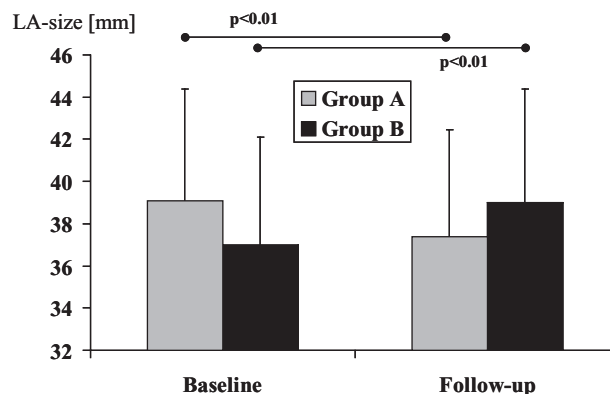 LA-size [mm]
p<0.01
p<0.01
46
44
42
40
38
36
34
32
Group A
Group B
Baseline Follow-up